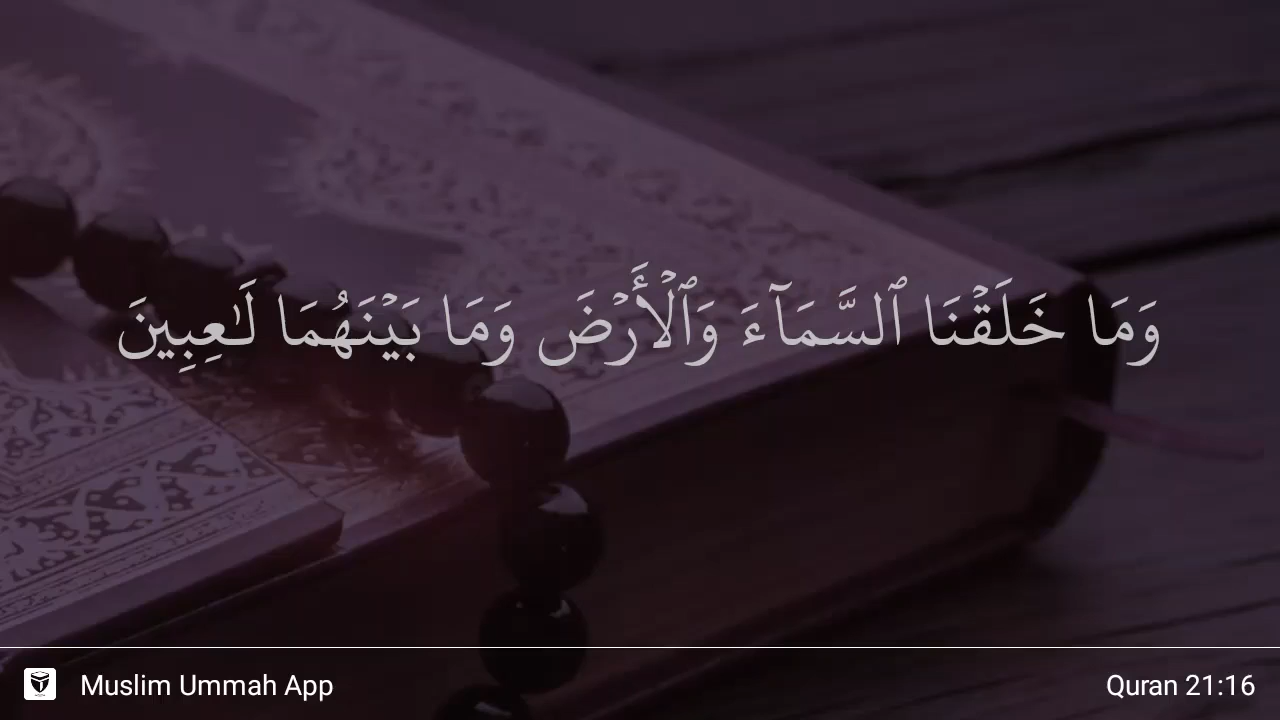 وَمَا خَلَقْنَا ٱلسَّمَآءَ وَٱلْأَرْضَ وَمَا بَيْنَهُمَا لَـٰعِبِينَ
Muslim Ummah App
Quran 21:16